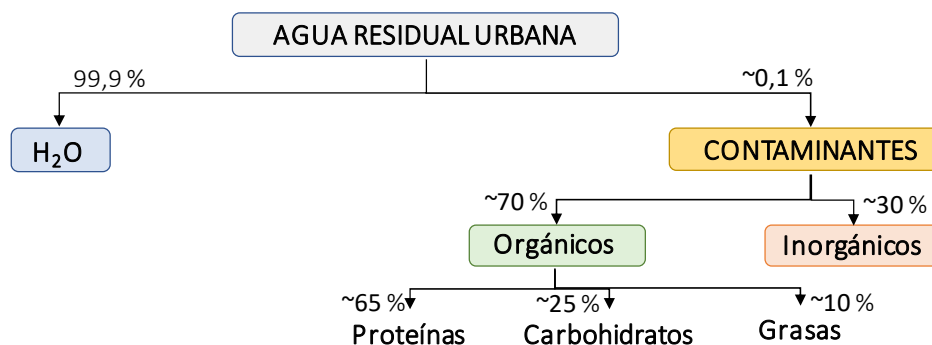 AGUA RESIDUAL URBANA
99,9 %
~0,1 %
H₂O
CONTAMINANTES
~70 %
~30 %
Orgánicos
Inorgánicos
~65 %
~25 %
~10 %
Proteínas
Carbohidratos
Grasas